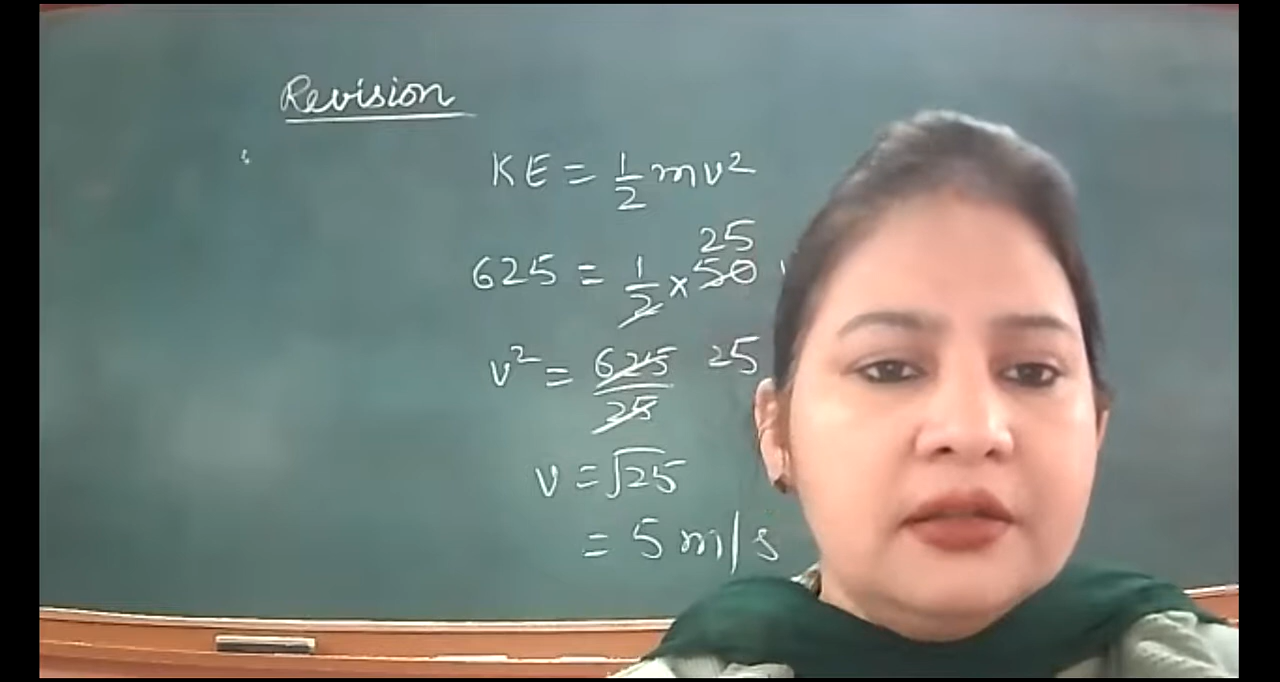 Revision
KE = 1/2 mv²
25
625 = 1/2 × 50
v² = 625/25 25
v = √25
= 5 m/s